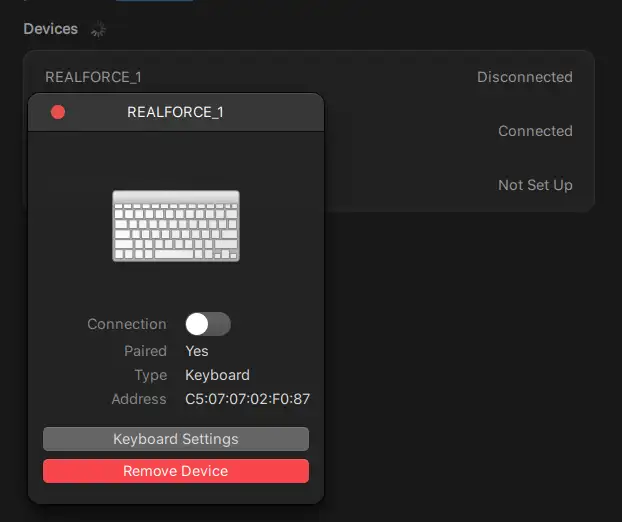 Devices
REALFORCE_1 Disconnected
REALFORCE_1
Connected
Not Set Up
Connection
Paired Yes
Type Keyboard
Address C5:07:07:02:F0:87
Keyboard Settings
Remove Device